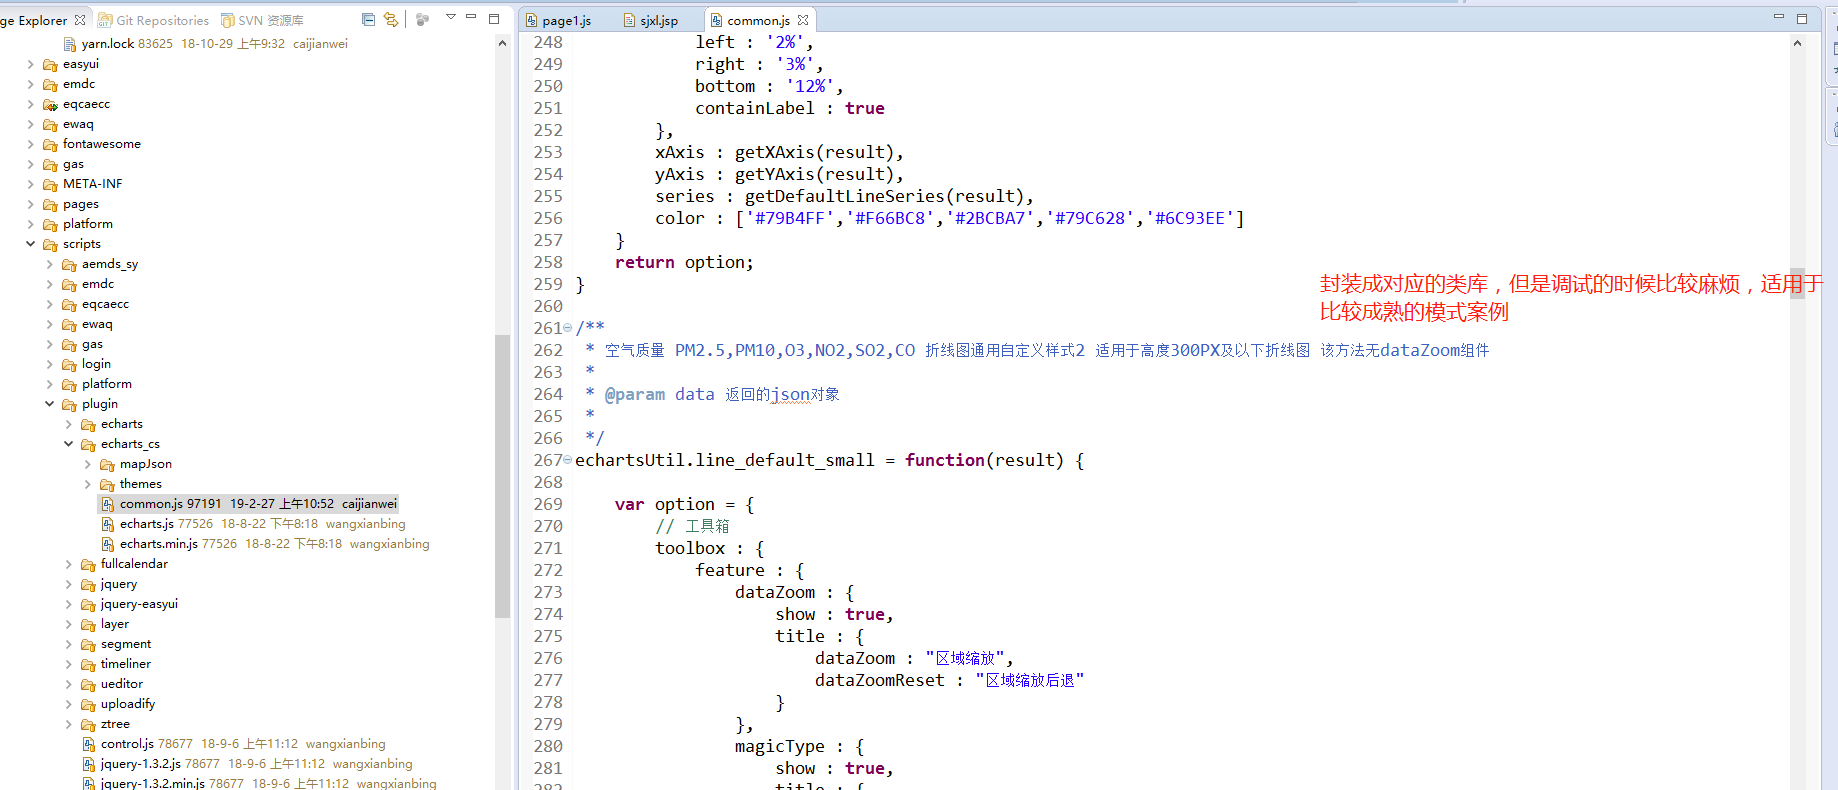 ge Explorer
Git Repositories
SVN 资源库
yarn.lock 83625 18-10-29 上午9:32 caijianwei
easyui
emdc
eqcaecc
ewaq
fontawesome
gas
META-INF
pages
platform
scripts
aemds_sy
emdc
eqcaecc
ewaq
gas
login
platform
plugin
echarts
echarts_cs
mapJson
themes
common.js 97191 19-2-27 上午10:52 caijianwei
echarts.js 77526 18-8-22 下午8:18 wangxianbing
echarts.min.js 77526 18-8-22 下午8:18 wangxianbing
fullcalendar
jquery
jquery-easyui
layer
segment
timeliner
ueditor
uploadify
ztree
control.js 78677 18-9-6 上午11:12 wangxianbing
jquery-1.3.2.js 78677 18-9-6 上午11:12 wangxianbing
jquery-1.3.2.min.js 78677 18-9-6 上午11:12 wangxianbing
page1.js
sjxl.jsp
common.js
248 left : '2%',
249 right : '3%',
250 bottom : '12%',
251 containLabel : true
252 },
253 xAxis : getXAxis(result),
254 yAxis : getYAxis(result),
255 series : getDefaultLineSeries(result),
256 color : ['#79B4FF','#F66BC8','#2BCBA7','#79C628','#6C93EE']
257 }
258 return option;
259 }
260
261 /**
262 * 空气质量 PM2.5,PM10,O3,NO2,SO2,CO 折线图通用自定义样式2 适用于高度300PX及以下折线图 该方法无dataZoom组件
263 *
264 * @param data 返回的json对象
265 *
266 */
267 echartsUtil.line_default_small = function(result) {
268
269 var option = {
270 // 工具箱
271 toolbox : {
272 feature : {
273 dataZoom : {
274 show : true,
275 title : {
276 dataZoom : "区域缩放",
277 dataZoomReset : "区域缩放后退"
278 }
279 },
280 magicType : {
281 show : true,
282 title : {
封装成对应的类库，但是调试的时候比较麻烦，适用于
比较成熟的模式案例